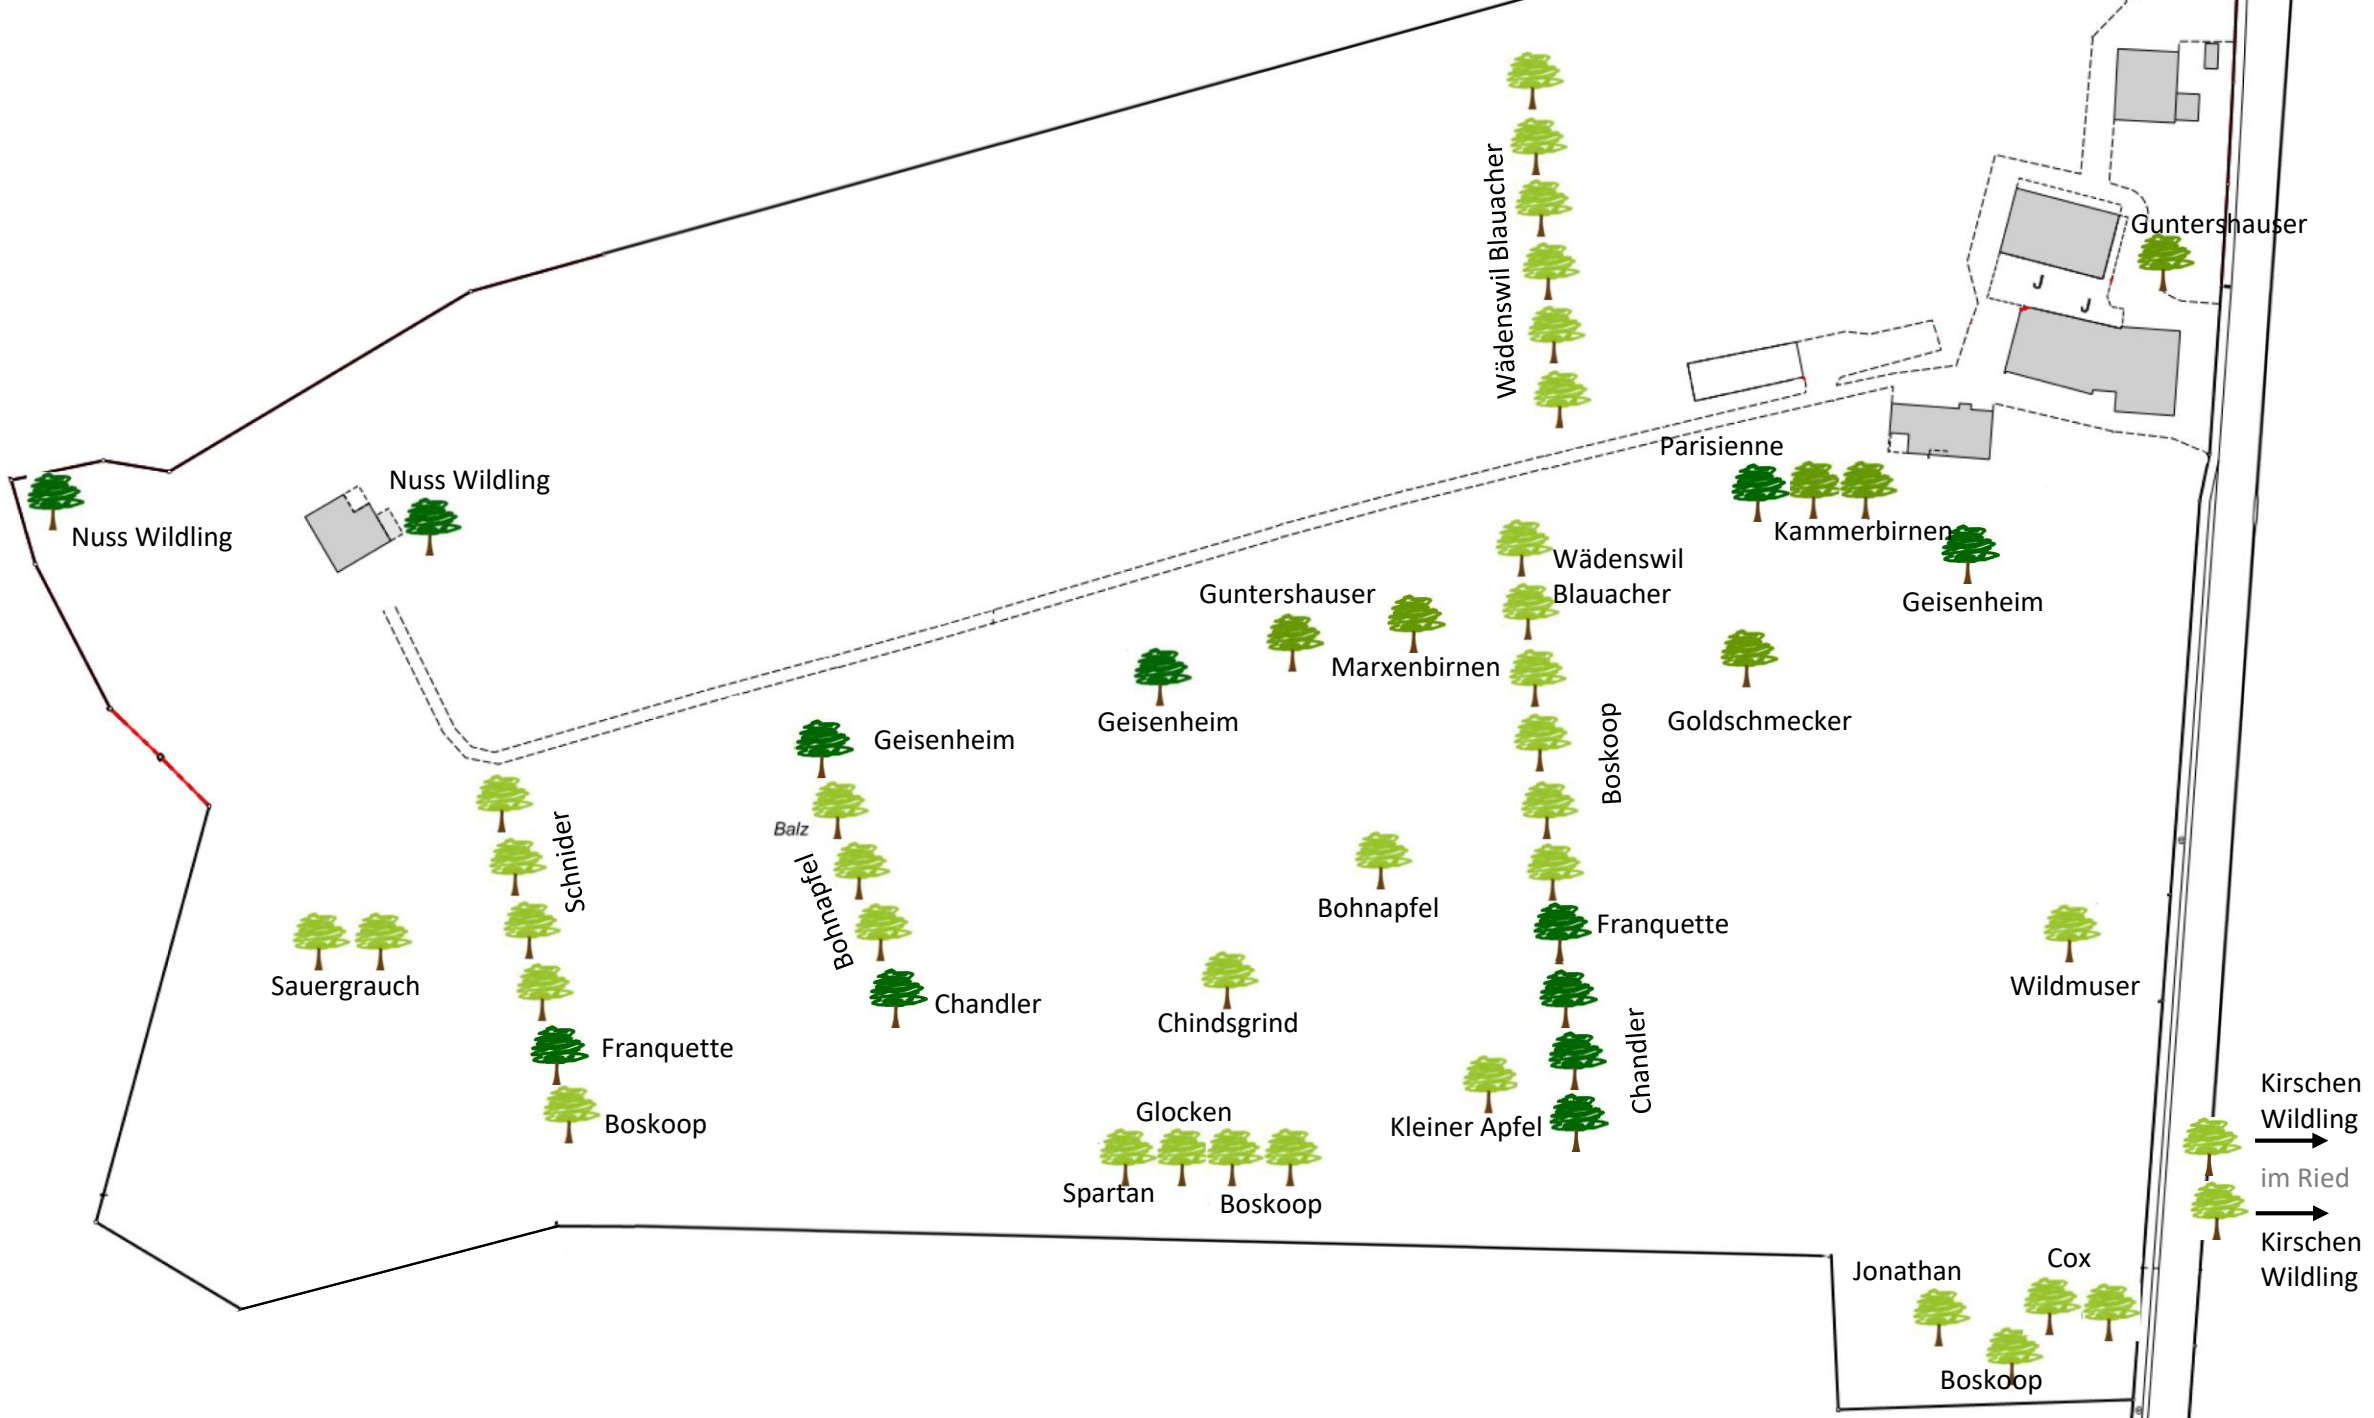 Wädenswil Blauacher
Guntershauser
J
J
Parisienne
Nuss Wildling
Nuss Wildling
Kammerbirnen
Wädenswil
Blauacher
Guntershauser
Geisenheim
Marxenbirnen
Geisenheim
Goldschmecker
Geisenheim
Boskoop
Balz
Schnider
Bohnapfel
Bohnapfel
Franquette
Sauergrauch
Wildmuser
Chandler
Chindsgrind
Franquette
Chandler
Kirschen
Wildling
Glocken
Boskoop
Kleiner Apfel
im Ried
Spartan
Boskoop
Kirschen
Wildling
Cox
Jonathan
Boskoop